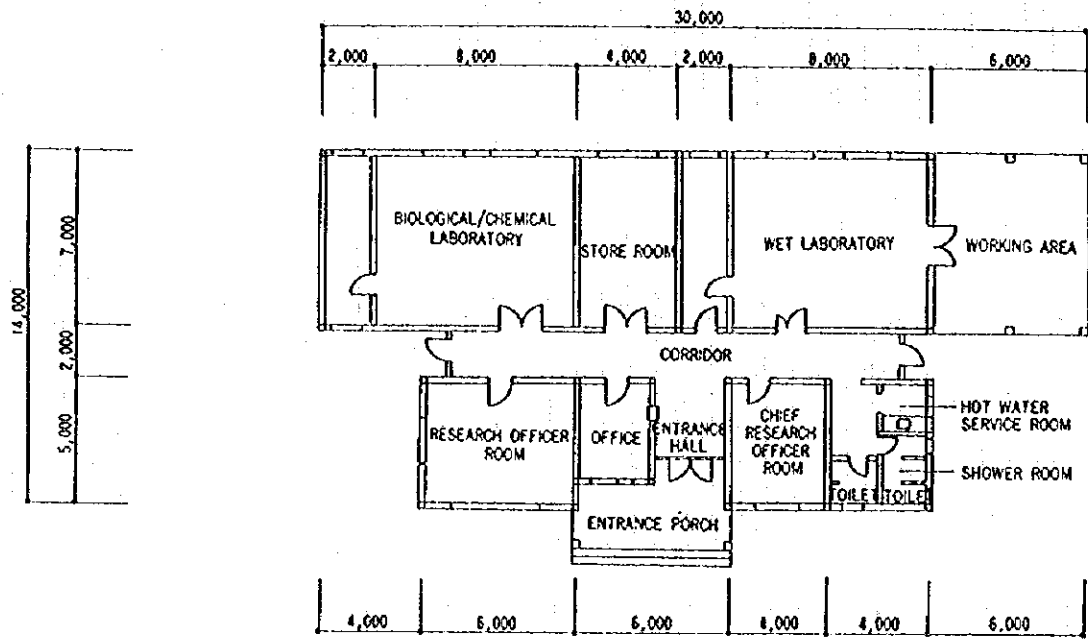 30,000
2,000 8,000 4,000 2,000 8,000 6,000
14,000
7,000
2,000
5,000
BIOLOGICAL/CHEMICAL
LABORATORY
STORE ROOM
WET LABORATORY
WORKING AREA
CORRIDOR
RESEARCH OFFICER
ROOM
OFFICE
ENTRANCE
HALL
CHIEF
RESEARCH
OFFICER
ROOM
HOT WATER
SERVICE ROOM
SHOWER ROOM
TOILET TOILET
ENTRANCE PORCH
4,000 6,000 6,000 4,000 4,000 6,000